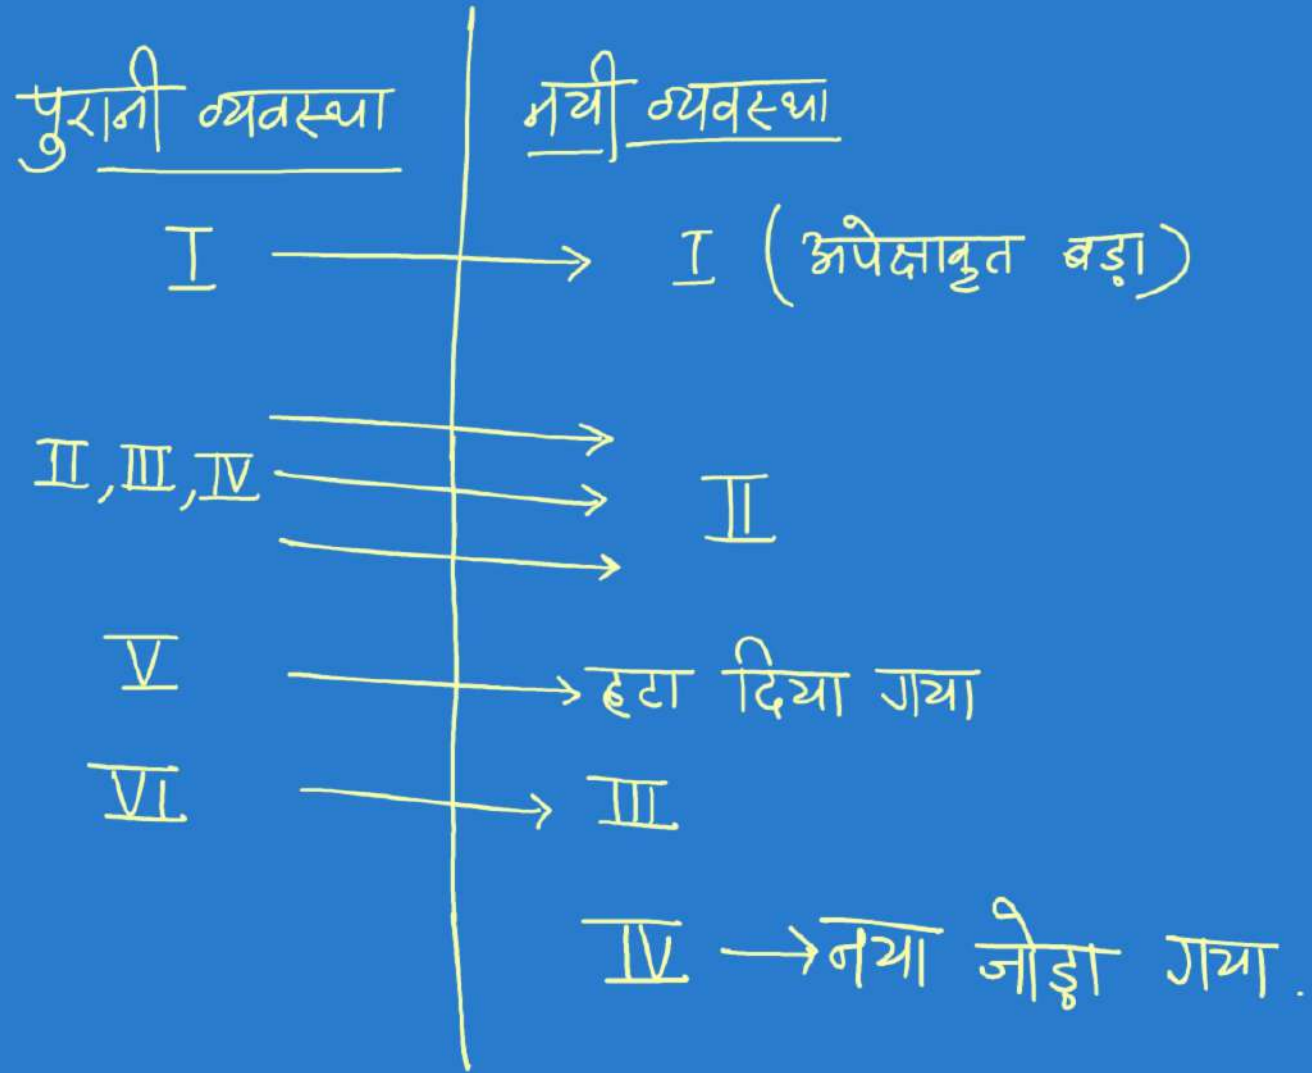 पुरानी व्यवस्था | नयी व्यवस्था
I → I (अपेक्षाकृत बड़ा)
II, III, IV → II
V → हटा दिया गया
VI → III
IV → नया जोड़ा गया.